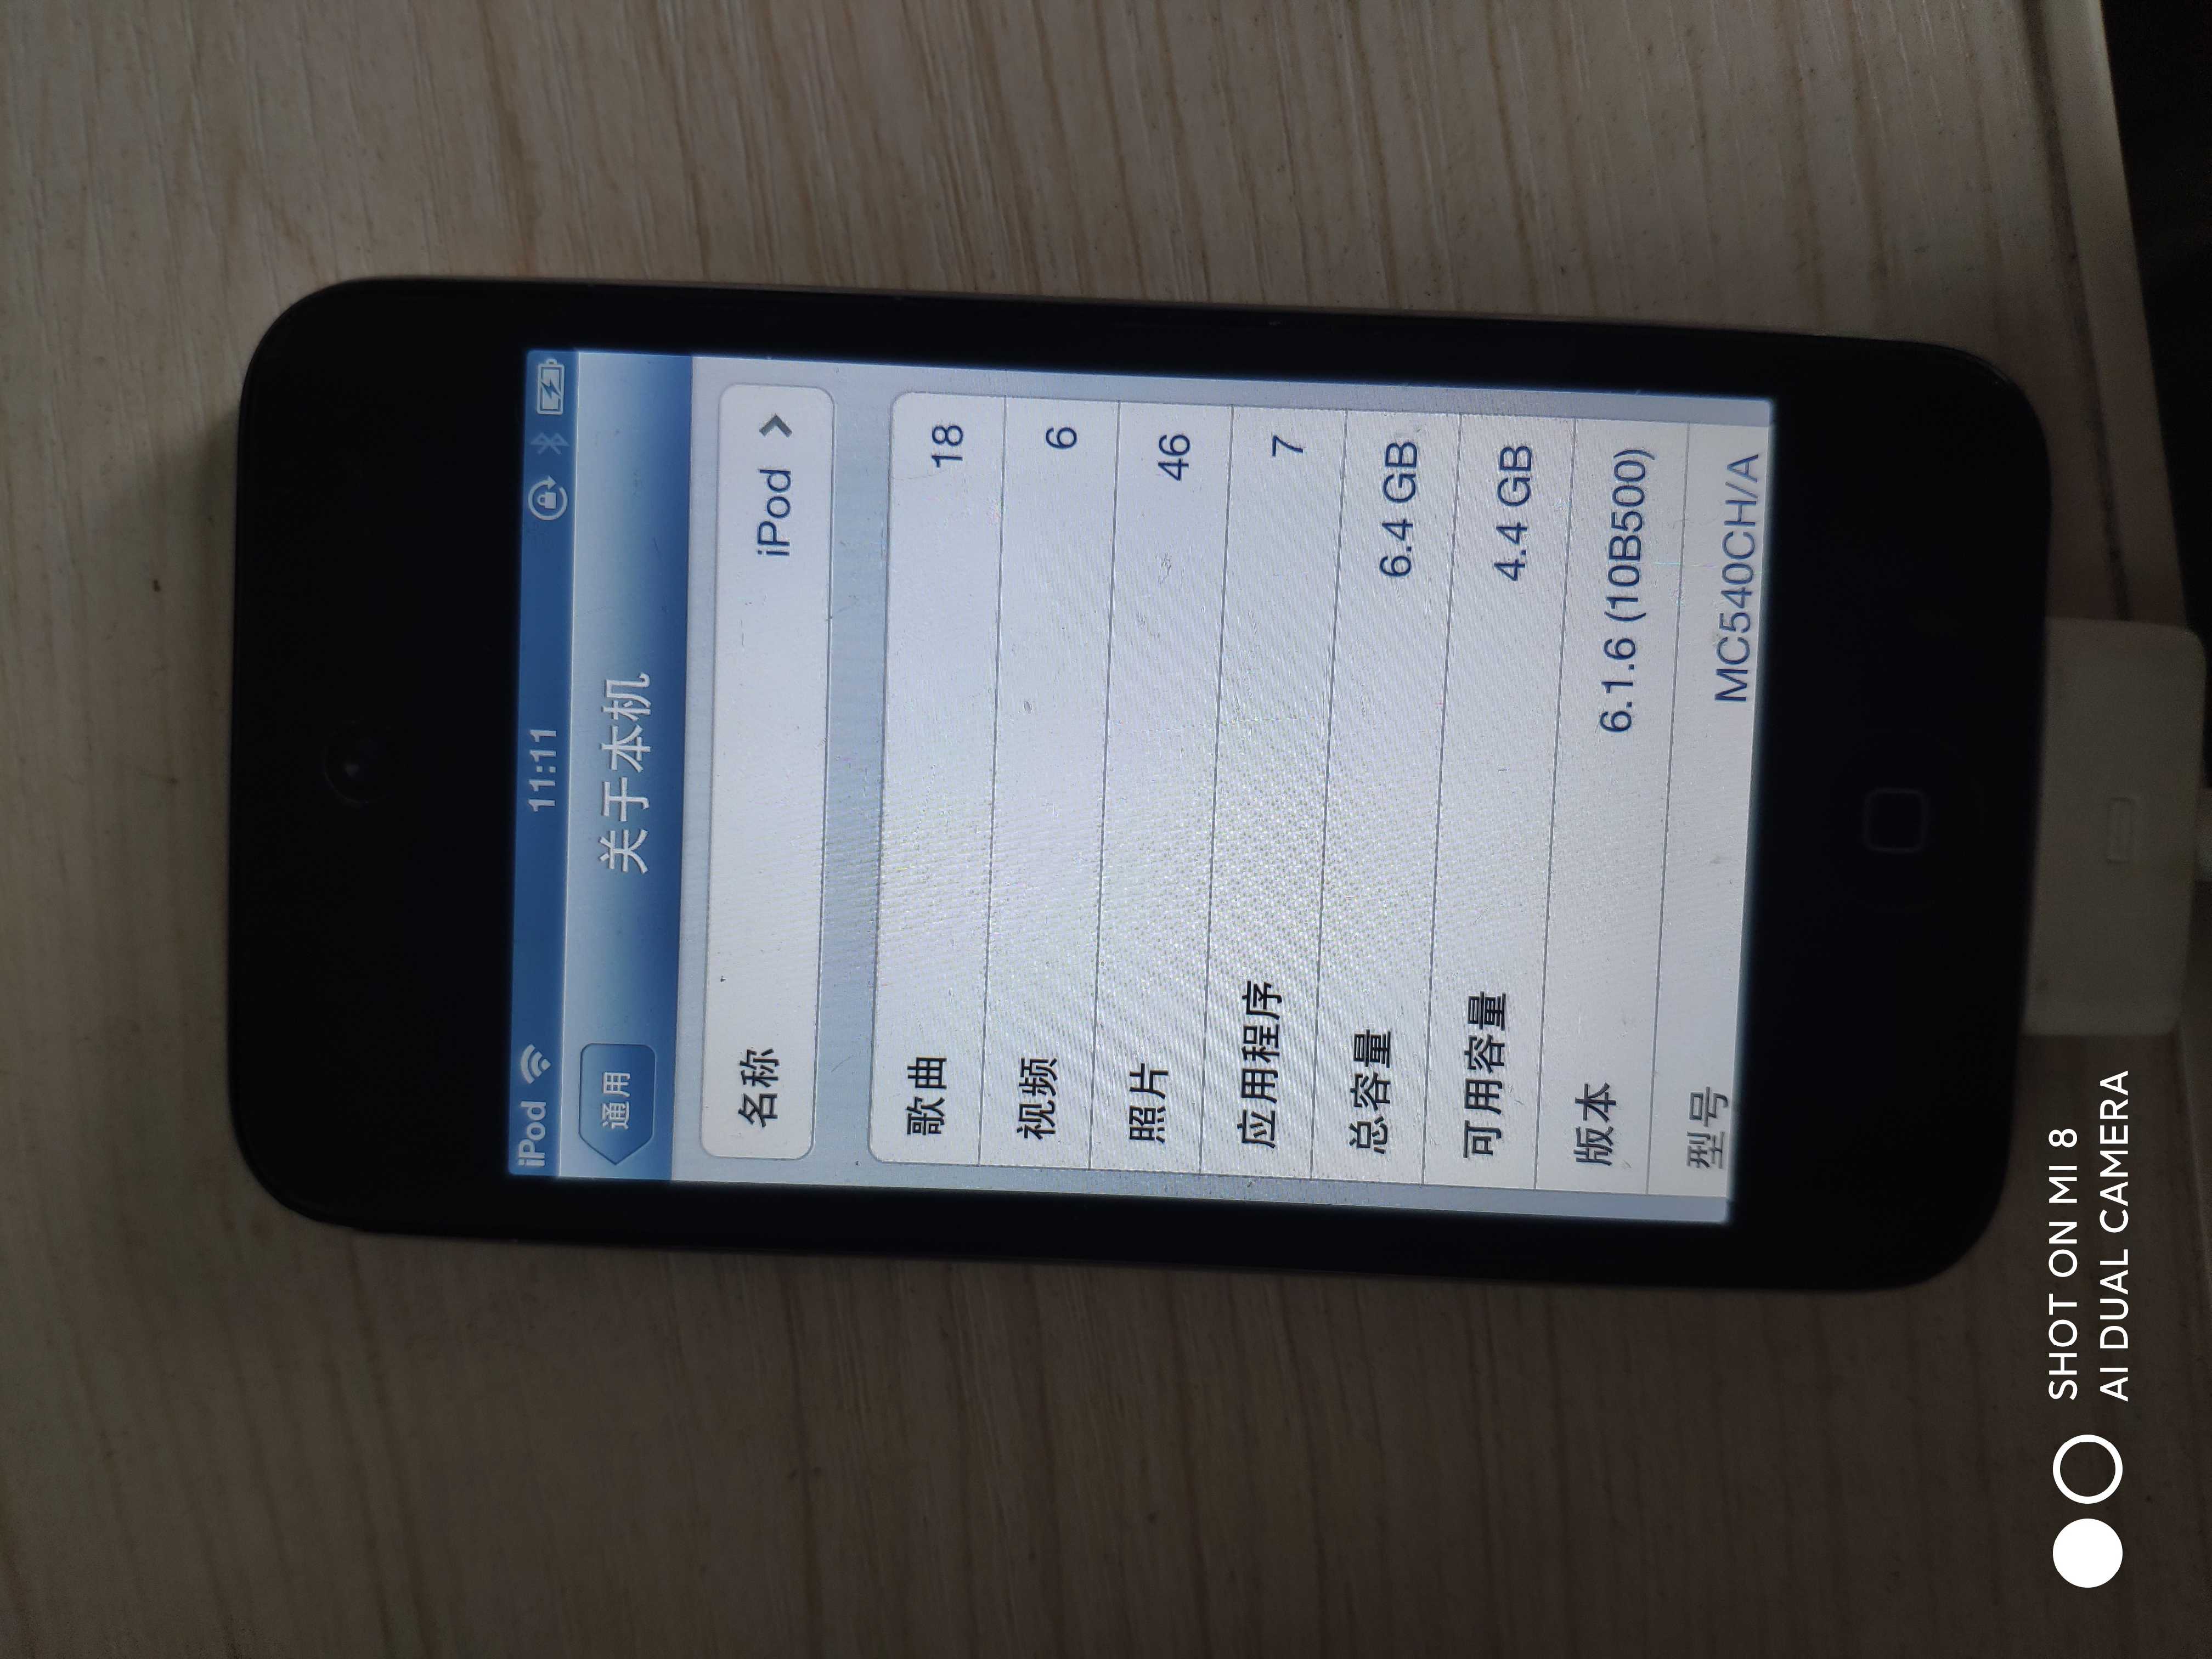 iPod 11:11
通用 关于本机
名称 iPod
歌曲 18
视频 6
照片 46
应用程序 7
总容量 6.4 GB
可用容量 4.4 GB
版本 6.1.6 (10B500)
型号 MC540CH/A
SHOT ON MI 8
AI DUAL CAMERA